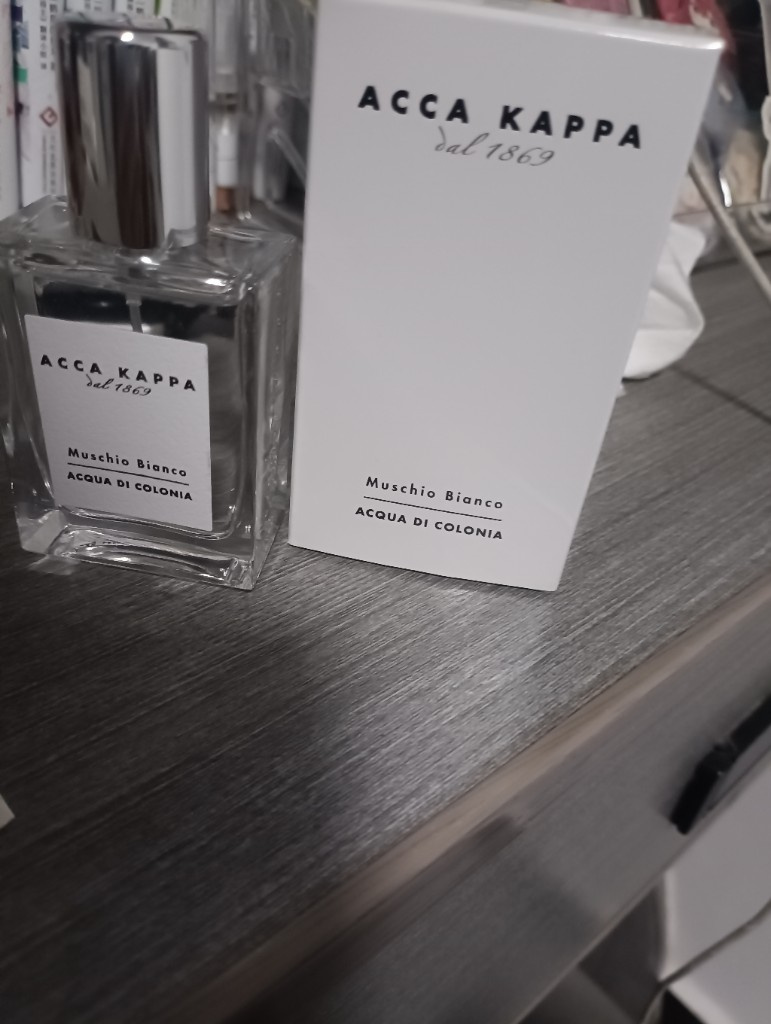 ACCA KAPPA
dal 1869
Muschio Bianco
ACQUA DI COLONIA
ACCA KAPPA
dal 1869
Muschio Bianco
ACQUA DI COLONIA